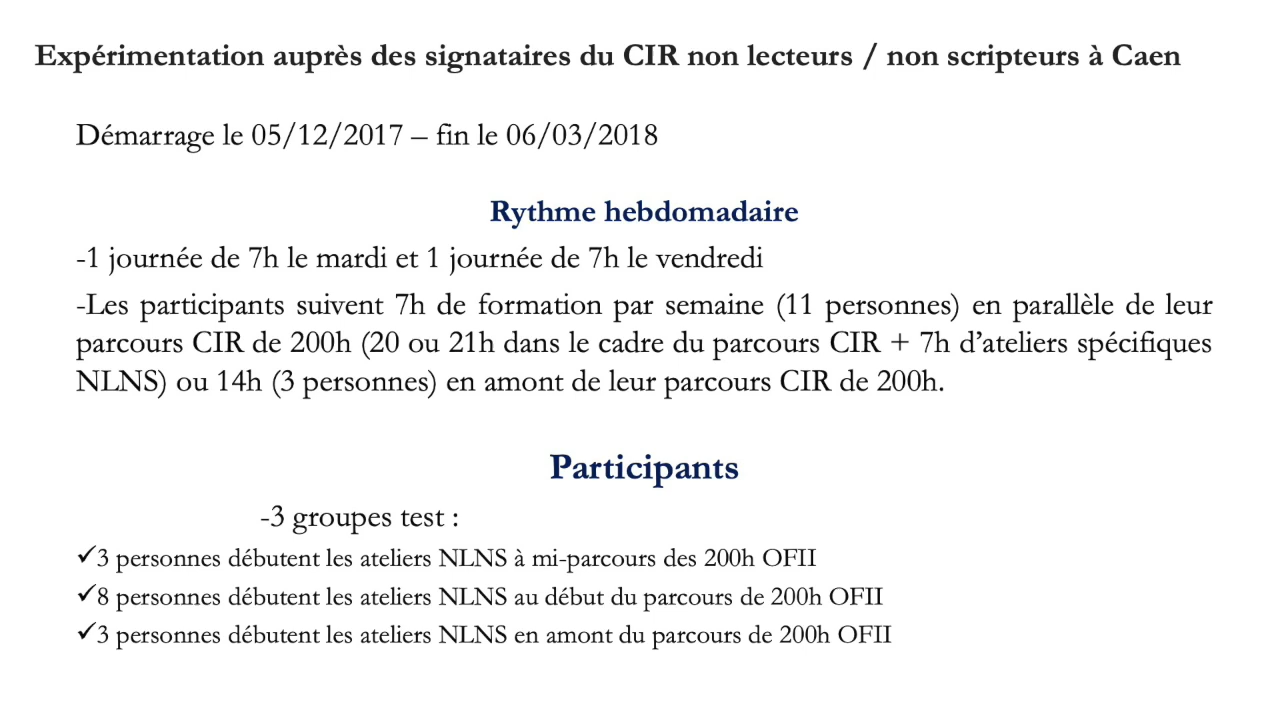 Expérimentation auprès des signataires du CIR non lecteurs / non scripteurs à Caen
Démarrage le 05/12/2017 – fin le 06/03/2018
Rythme hebdomadaire
-1 journée de 7h le mardi et 1 journée de 7h le vendredi
-Les participants suivent 7h de formation par semaine (11 personnes) en parallèle de leur
parcours CIR de 200h (20 ou 21h dans le cadre du parcours CIR + 7h d’ateliers spécifiques
NLNS) ou 14h (3 personnes) en amont de leur parcours CIR de 200h.
Participants
-3 groupes test :
✓3 personnes débutent les ateliers NLNS à mi-parcours des 200h OFII
✓8 personnes débutent les ateliers NLNS au début du parcours de 200h OFII
✓3 personnes débutent les ateliers NLNS en amont du parcours de 200h OFII